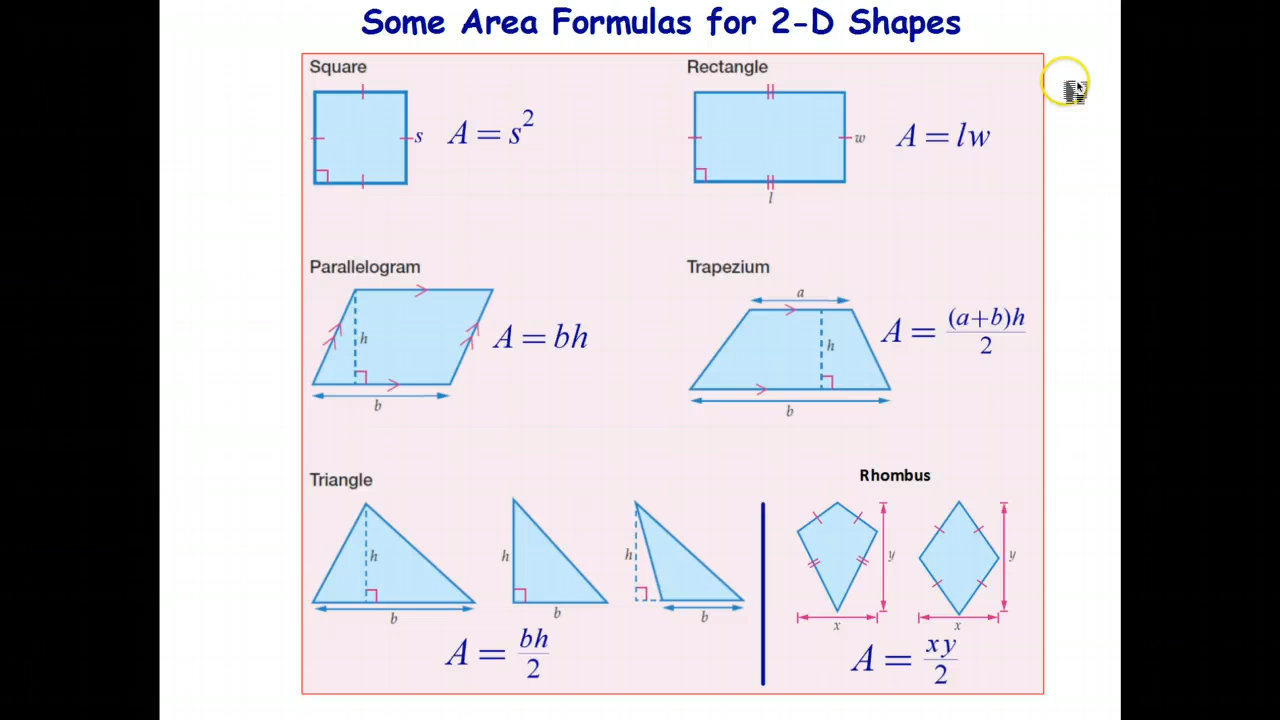 Some Area Formulas for 2-D Shapes
Square
s
A = s²
Rectangle
w
l
A = lw
Parallelogram
h
b
A = bh
Trapezium
a
h
b
A = (a+b)h/2
Triangle
h
b
h
b
h
b
A = bh/2
Rhombus
y
x
y
x
A = xy/2